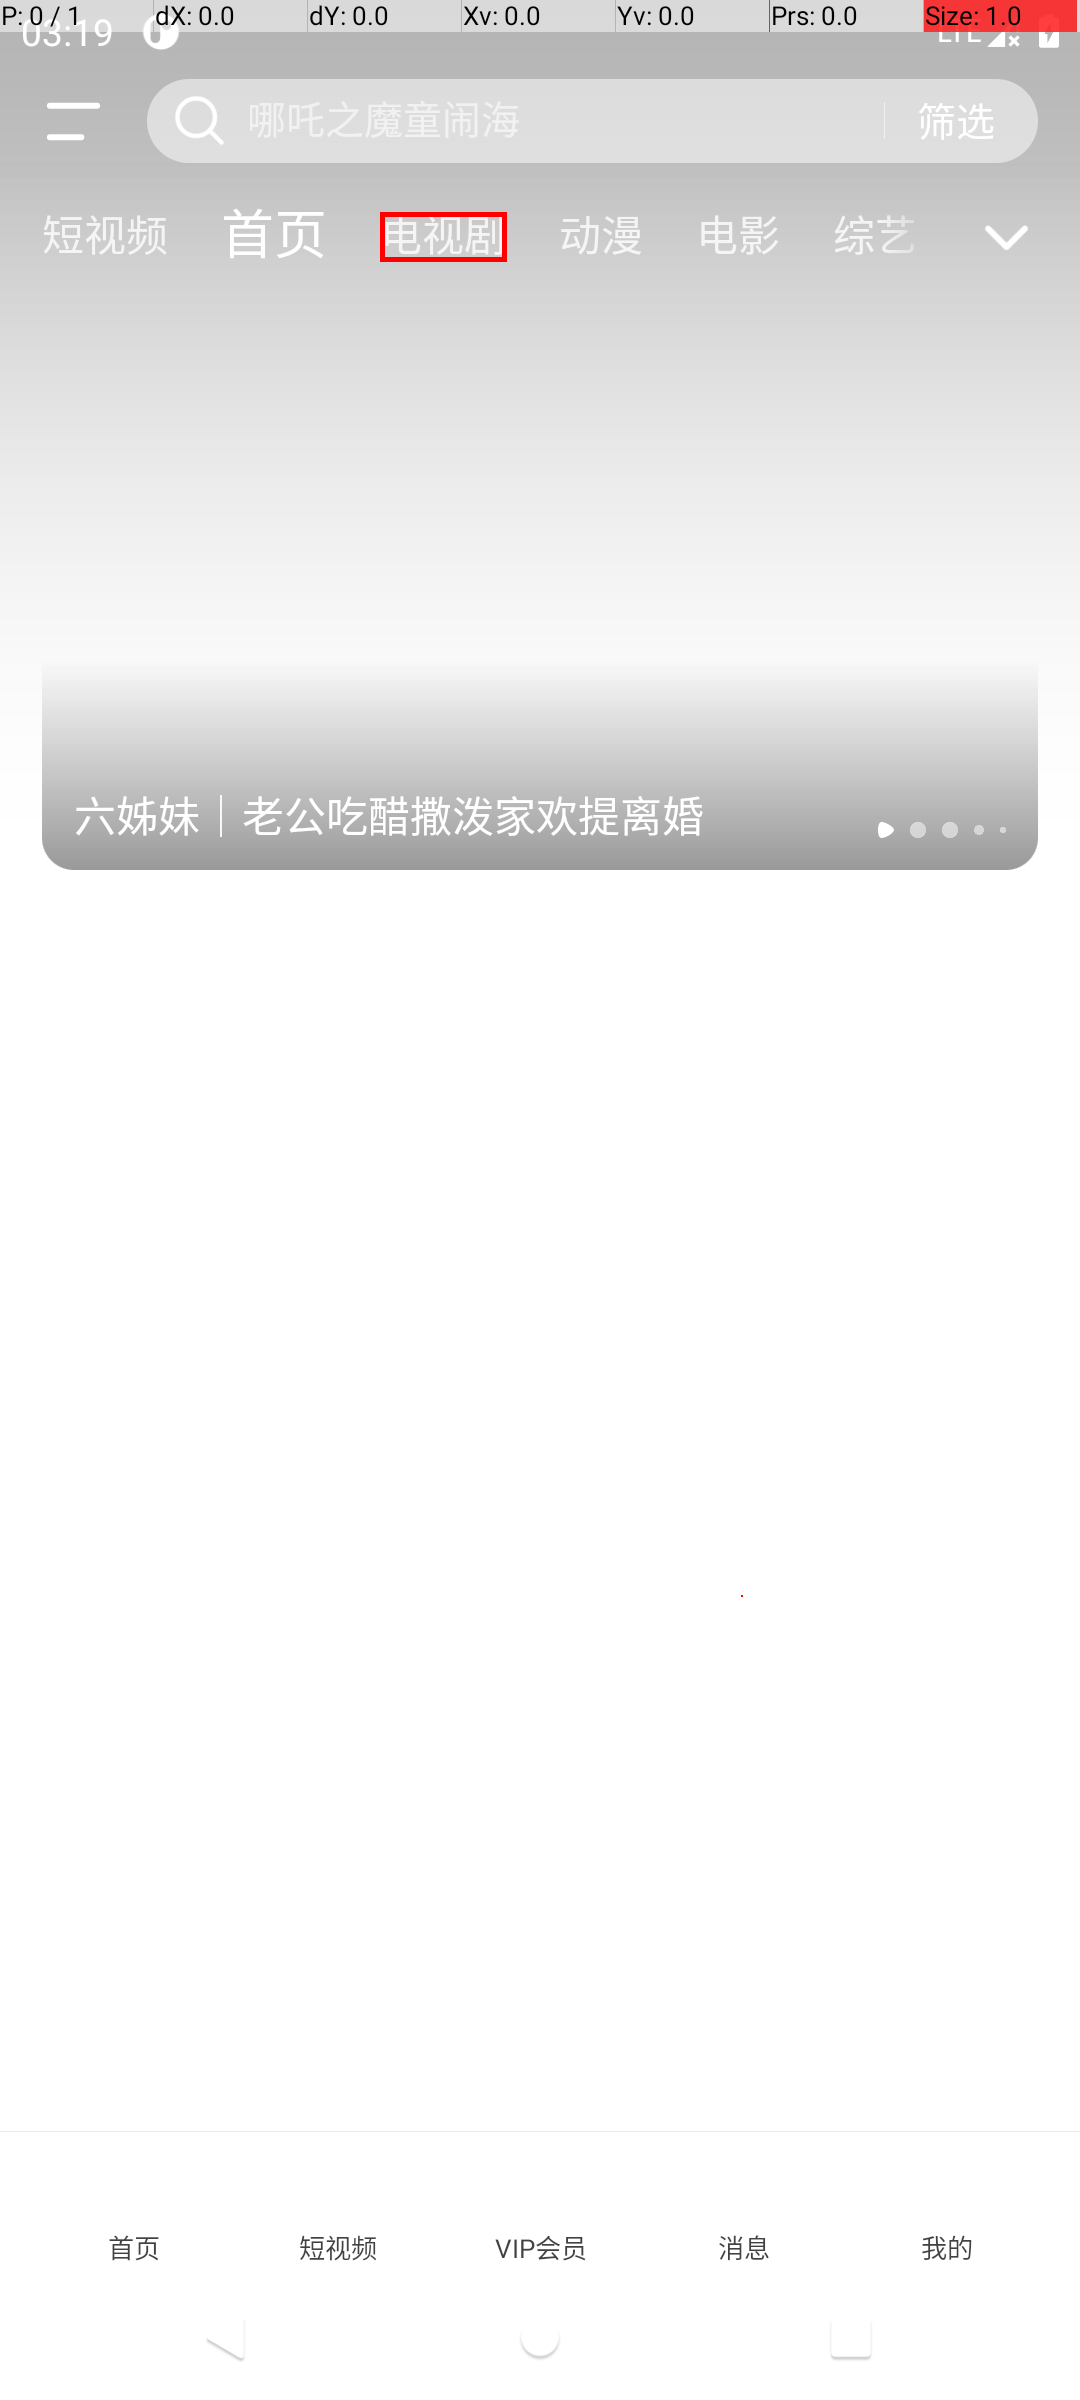 P: 0 / 1 dX: 0.0 dY: 0.0 Xv: 0.0 Yv: 0.0 Prs: 0.0 Size: 1.0
03:19 LTE
哪吒之魔童闹海 筛选
短视频 首页 电视剧 动漫 电影 综艺
六姊妹｜老公吃醋撒泼家欢提离婚
首页 短视频 VIP会员 消息 我的